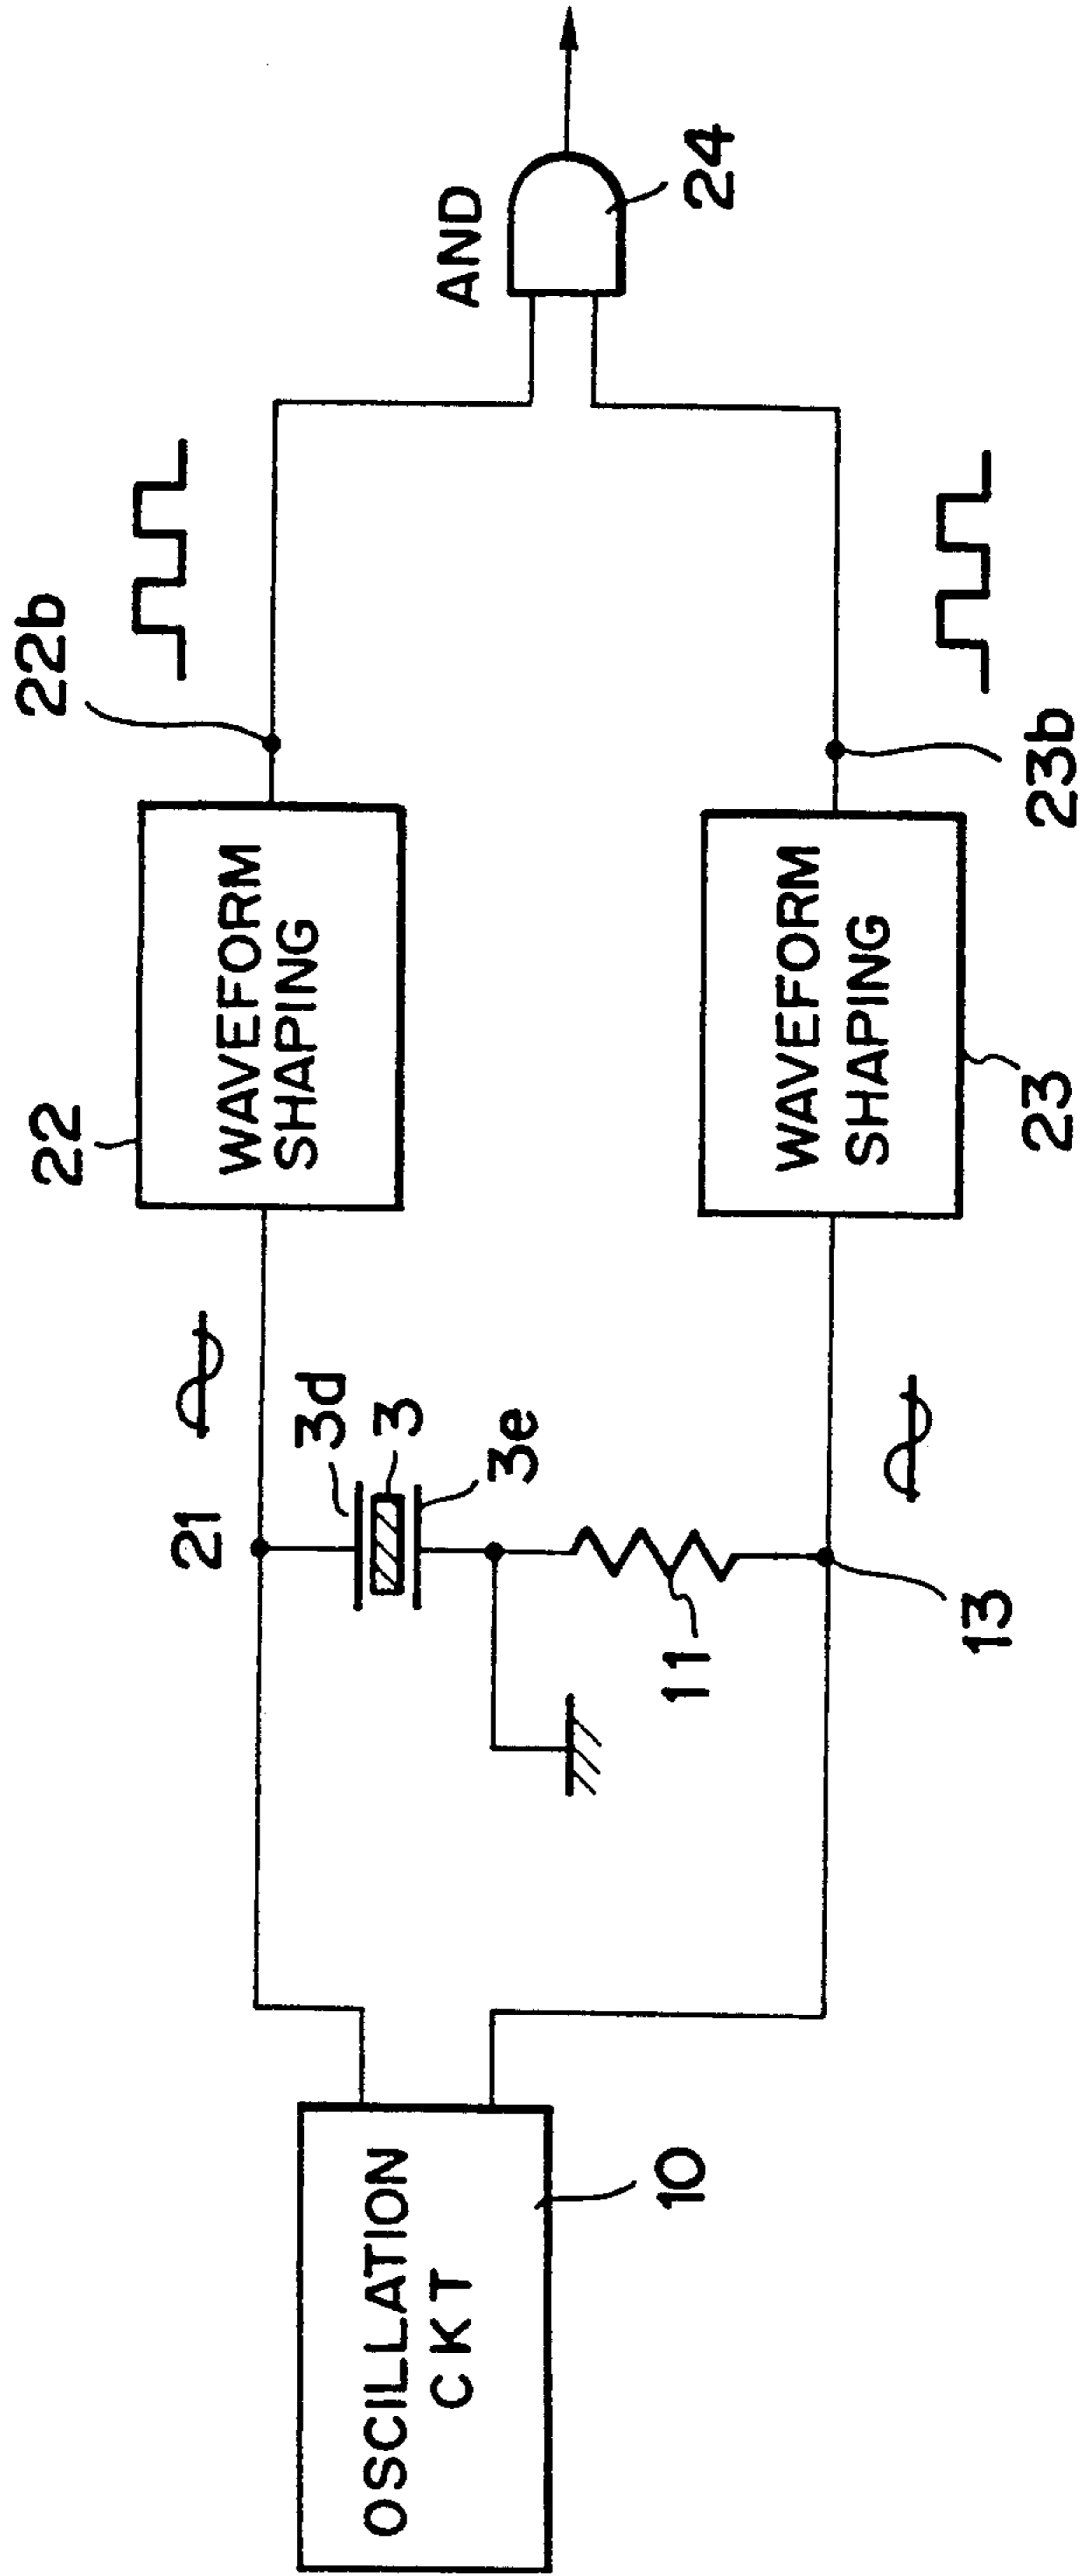 OSCILLATION
CKT
10
21
3d
3
3e
11
13
22
WAVEFORM
SHAPING
22b
WAVEFORM
SHAPING
23
23b
AND
24